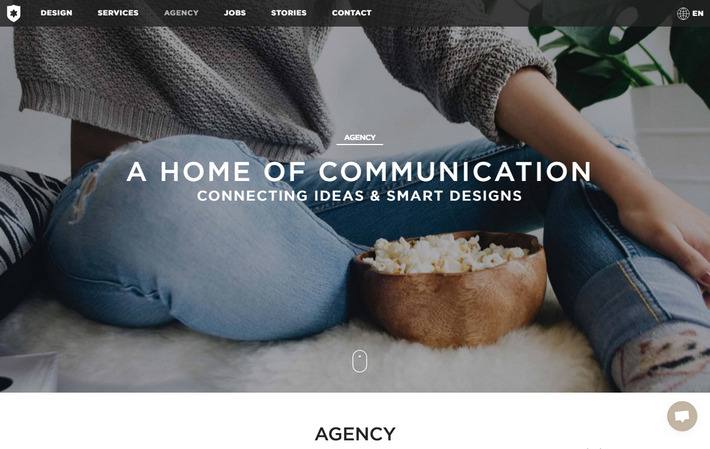 DESIGN SERVICES AGENCY JOBS STORIES CONTACT EN
AGENCY
A HOME OF COMMUNICATION
CONNECTING IDEAS & SMART DESIGNS
AGENCY